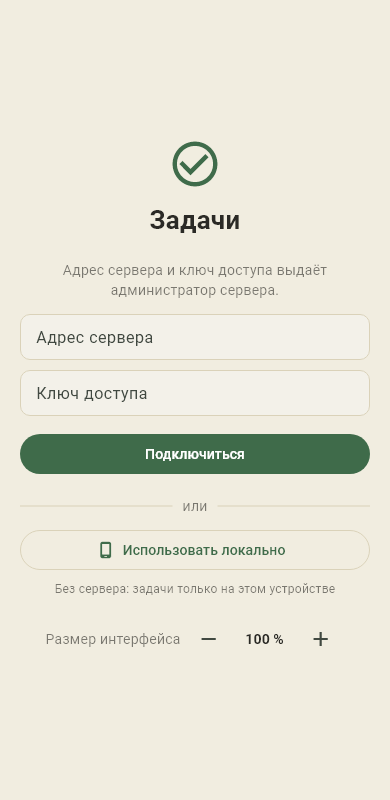 Задачи
Адрес сервера и ключ доступа выдаёт
администратор сервера.
Адрес сервера
Ключ доступа
Подключиться
или
Использовать локально
Без сервера: задачи только на этом устройстве
Размер интерфейса — 100 % +